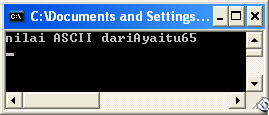 C:\Documents and Settings...
nilai ASCII dariAyaitu65